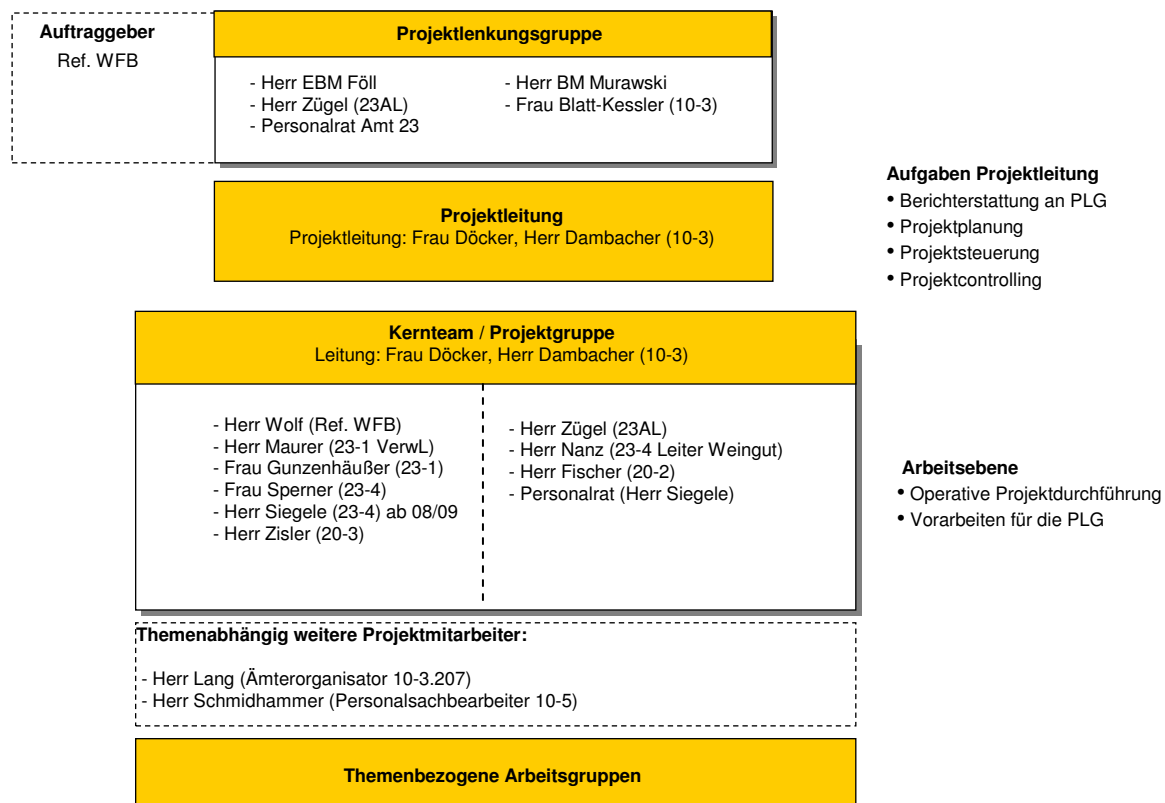 Auftraggeber
Ref. WFB
Projektlenkungsgruppe
- Herr EBM Föll
- Herr Zügel (23AL)
- Personalrat Amt 23
- Herr BM Murawski
- Frau Blatt-Kessler (10-3)
Projektleitung
Projektleitung: Frau Döcker, Herr Dambacher (10-3)
Aufgaben Projektleitung
• Berichterstattung an PLG
• Projektplanung
• Projektsteuerung
• Projektcontrolling
Kernteam / Projektgruppe
Leitung: Frau Döcker, Herr Dambacher (10-3)
- Herr Wolf (Ref. WFB)
- Herr Maurer (23-1 VerwL)
- Frau Gunzenhäußer (23-1)
- Frau Sperner (23-4)
- Herr Siegele (23-4) ab 08/09
- Herr Zisler (20-3)
- Herr Zügel (23AL)
- Herr Nanz (23-4 Leiter Weingut)
- Herr Fischer (20-2)
- Personalrat (Herr Siegele)
Arbeitsebene
• Operative Projektdurchführung
• Vorarbeiten für die PLG
Themenabhängig weitere Projektmitarbeiter:
- Herr Lang (Ämterorganisator 10-3.207)
- Herr Schmidhammer (Personalsachbearbeiter 10-5)
Themenbezogene Arbeitsgruppen